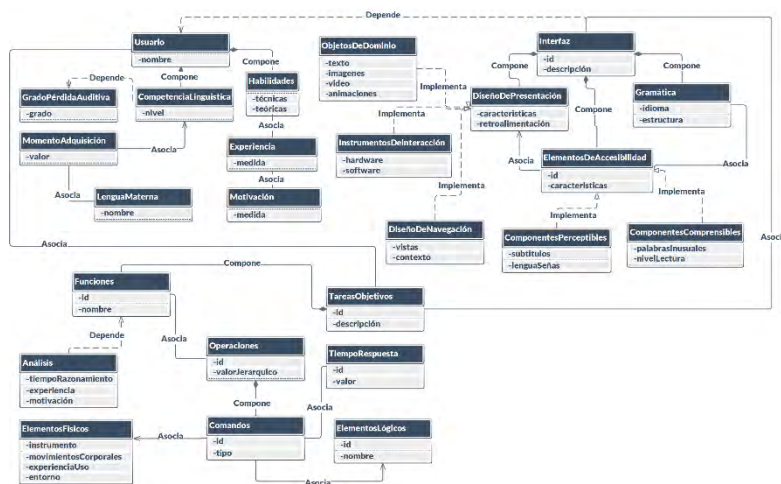 Depende
Usuario
-nombre
Compone
Compone
ObjetosDeDominio
-texto
-imagenes
-video
-animaciones
Interfaz
-id
-descripción
Compone
Compone
Compone
Depende
Habilidades
-técnicas
-teóricas
GradoPérdidaAuditiva
-grado
CompetenciaLinguistica
-nivel
Implementa
DiseñoDePresentación
-caracteristicas
-retroalimentación
Gramática
-idioma
-estructura
Implementa
MomentoAdquisición
-valor
Asocia
Asocia
Experiencia
-medida
InstrumentosDeInteracción
-hardware
-software
Asocia
ElementosDeAccesibilidad
-id
-caracteristicas
Asocia
Asocia
LenguaMaterna
-nombre
Motivación
-medida
Implementa
Implementa
Implementa
DiseñoDeNavegación
-vistas
-contexto
ComponentesPerceptibles
-subtitulos
-lenguaSeñas
ComponentesComprensibles
-palabrasInusuales
-nivelLectura
Asocia
Asoci
Compone
Funciones
-id
-nombre
TareasObjetivos
-id
-descripción
Depende
Asocia
Operaciones
-id
-valorJerarquico
TiempoRespuesta
-id
-valor
Análisis
-tiempoRazonamiento
-experiencia
-motivación
Compone
Asocia
ElementosFisicos
-instrumento
-movimientosCorporales
-experienciaUso
-entorno
Asocia
Comandos
-id
-tipo
ElementosLógicos
-id
-nombre
Asocia